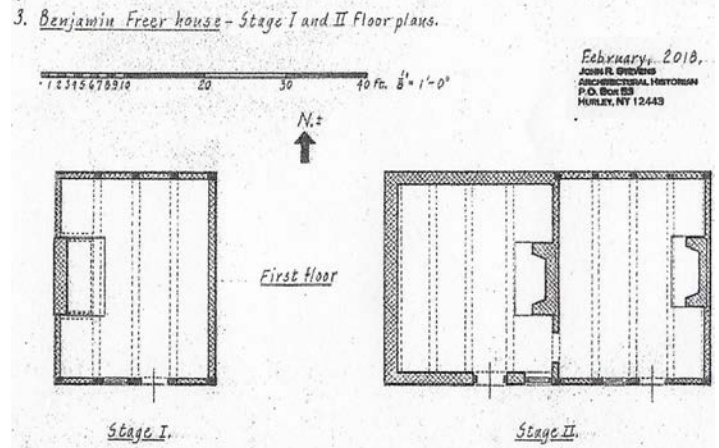 3. Benjamin Freer house - Stage I and II Floor plans.
February, 2018,
JOHN R. STEVENS
ARCHITECTURAL HISTORIAN
P.O. BOX 53
HURLEY, NY 12443
1 2 3 4 5 6 7 8 9 10 20 30 40 ft. 1/8" = 1'-0"
N.±
First floor
Stage I.
Stage II.